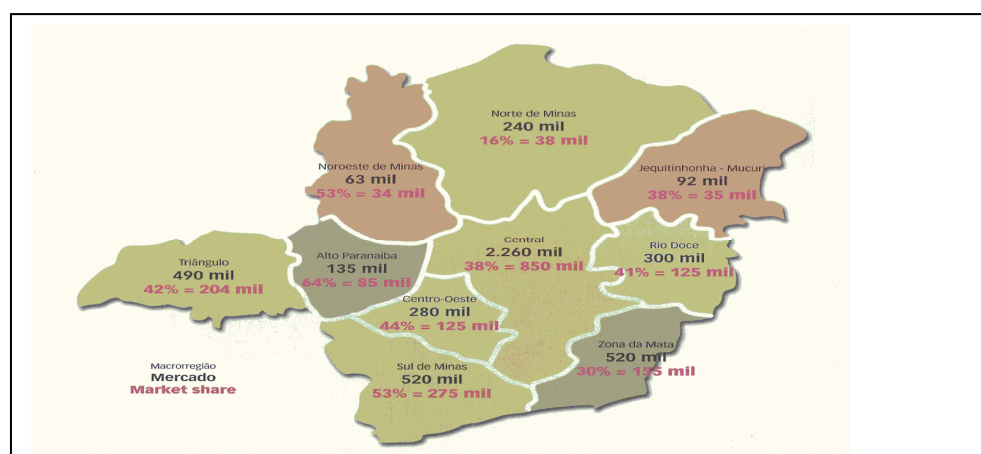 Norte de Minas
240 mil
16% = 38 mil
Noroeste de Minas
63 mil
53% = 34 mil
Jequitinhonha - Mucuri
92 mil
38% = 35 mil
Triângulo
490 mil
42% = 204 mil
Alto Paranaiba
135 mil
64% = 85 mil
Central
2.260 mil
38% = 850 mil
Rio Doce
300 mil
41% = 125 mil
Centro-Oeste
280 mil
44% = 125 mil
Zona da Mata
520 mil
30% = 155 mil
Sul de Minas
520 mil
53% = 275 mil
Macrorregião
Mercado
Market share